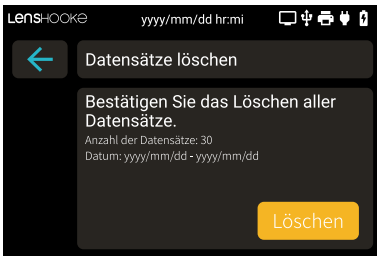 LENSHOOKE yyyy/mm/dd hr:mi
Datensätze löschen
Bestätigen Sie das Löschen aller
Datensätze.
Anzahl der Datensätze: 30
Datum: yyyy/mm/dd - yyyy/mm/dd
Löschen